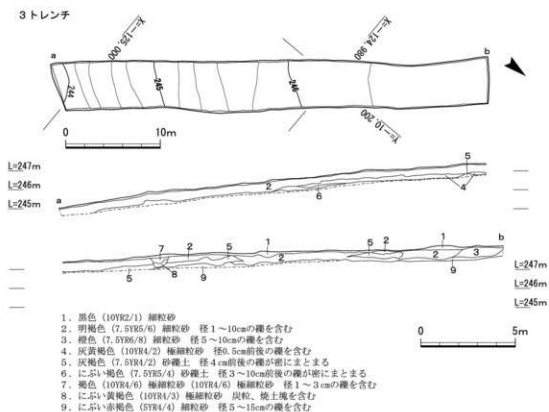 3トレンチ
X=-125,000
X=-124,980
a
b
244
245
246
Y=-10,200
0 10m
L=247m
L=246m
L=245m
a
2
6
5
4
7
2
5
1
5
2
1
b
5
8
9
2
3
9
L=247m
L=246m
L=245m
0 5m
1. 黒色 (10YR2/1) 細粒砂
2. 明褐色 (7.5YR5/6) 細粒砂 径1~10cmの礫を含む
3. 橙色 (7.5YR6/8) 細粒砂 径5~10cmの礫を含む
4. 灰黄褐色 (10YR4/2) 極細粒砂 径0.5cm前後の礫を含む
5. 灰褐色 (7.5YR4/2) 砂礫土 径4cm前後の礫が密にまとまる
6. にぶい褐色 (7.5YR5/4) 礫土 径3~10cm前後の礫が密にまとまる
7. 褐色 (10YR4/6) 極細粒砂 (10YR4/6) 極細粒砂 径1~3cmの礫を含む
8. にぶい黄褐色 (10YR4/3) 極細粒砂 炭粒、焼土塊を含む
9. にぶい赤褐色 (5YR4/4) 細粒砂 径5~15cmの礫を含む